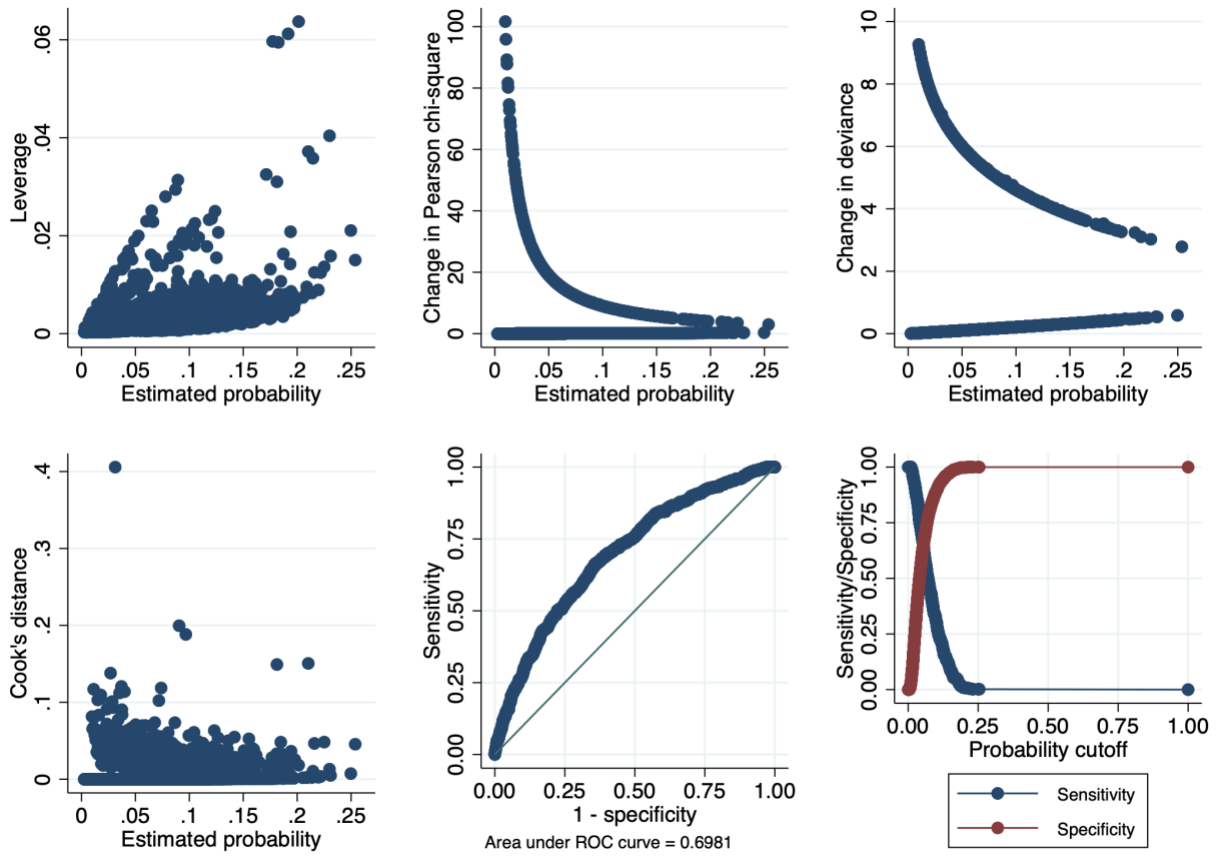 Leverage
.06
.04
.02
0
0 .05 .1 .15 .2 .25
Estimated probability
Change in Pearson chi-square
100
80
60
40
20
0
0 .05 .1 .15 .2 .25
Estimated probability
Change in deviance
10
8
6
4
2
0
0 .05 .1 .15 .2 .25
Estimated probability
Cook's distance
.4
.3
.2
.1
0
0 .05 .1 .15 .2 .25
Estimated probability
Sensitivity
1.00
0.75
0.50
0.25
0.00
0.00 0.25 0.50 0.75 1.00
1 - specificity
Area under ROC curve = 0.6981
Sensitivity/Specificity
1.00
0.75
0.50
0.25
0.00
0.00 0.25 0.50 0.75 1.00
Probability cutoff
Sensitivity
Specificity